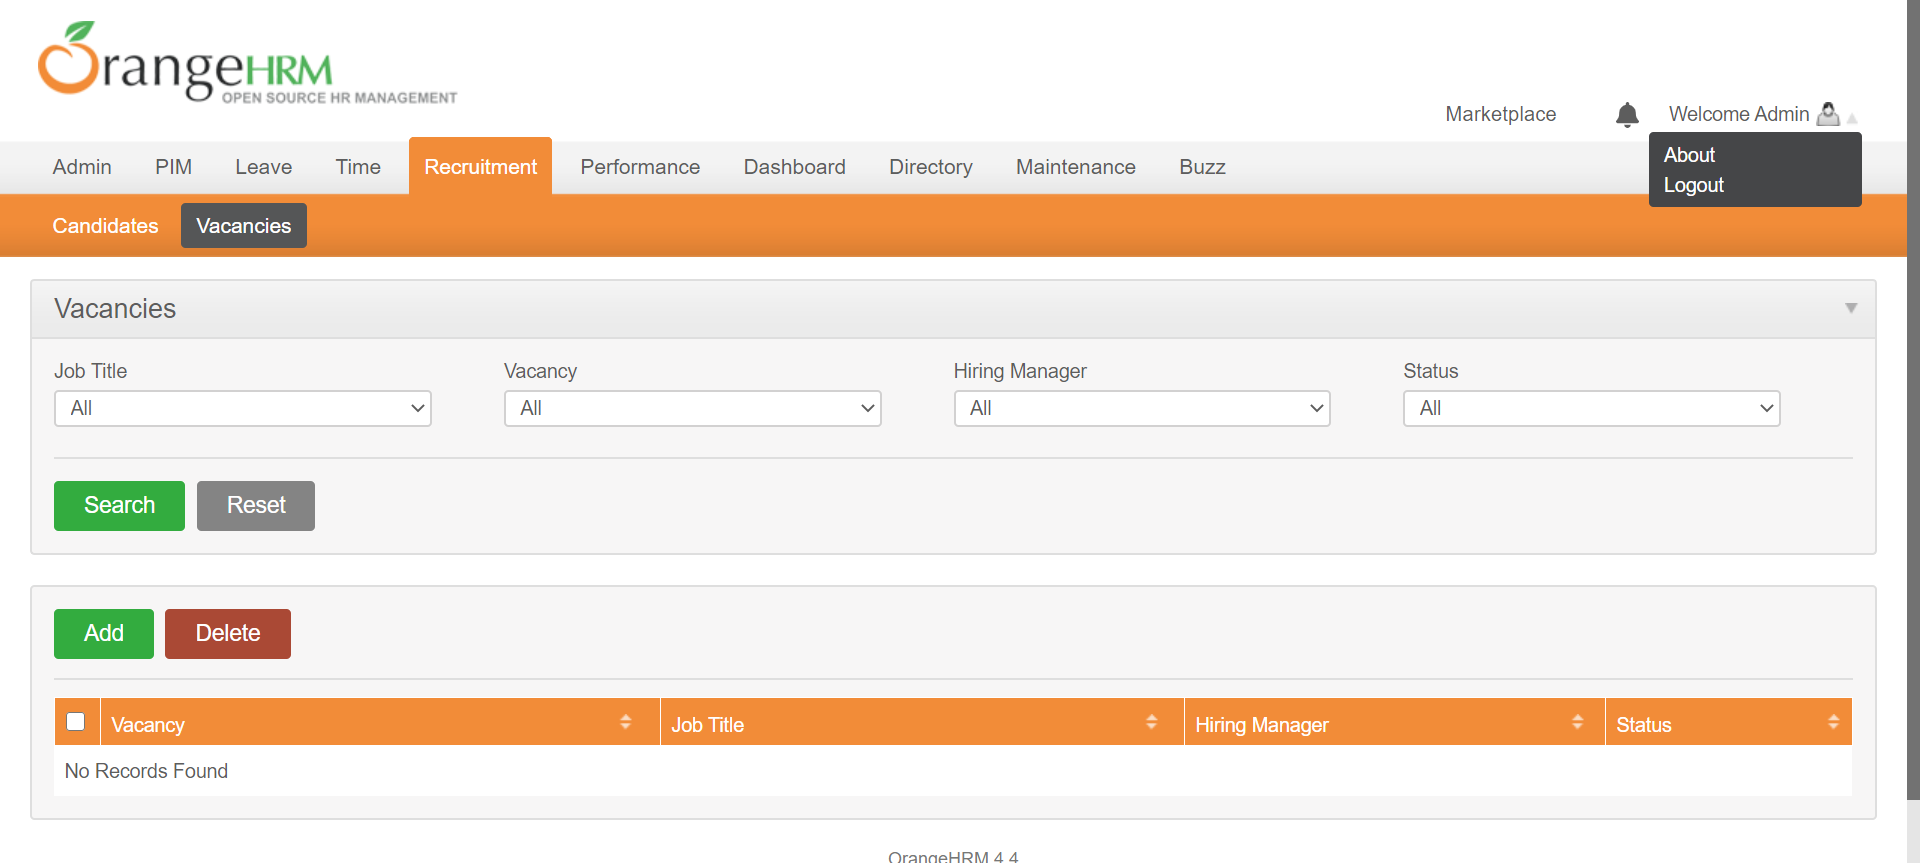 OrangeHRM
OPEN SOURCE HR MANAGEMENT
Marketplace
Welcome Admin
About
Logout
Admin PIM Leave Time Recruitment Performance Dashboard Directory Maintenance Buzz
Candidates Vacancies
Vacancies
Job Title Vacancy Hiring Manager Status
All All All All
Search Reset
Add Delete
Vacancy Job Title Hiring Manager Status
No Records Found
OrangeHRM 4.4